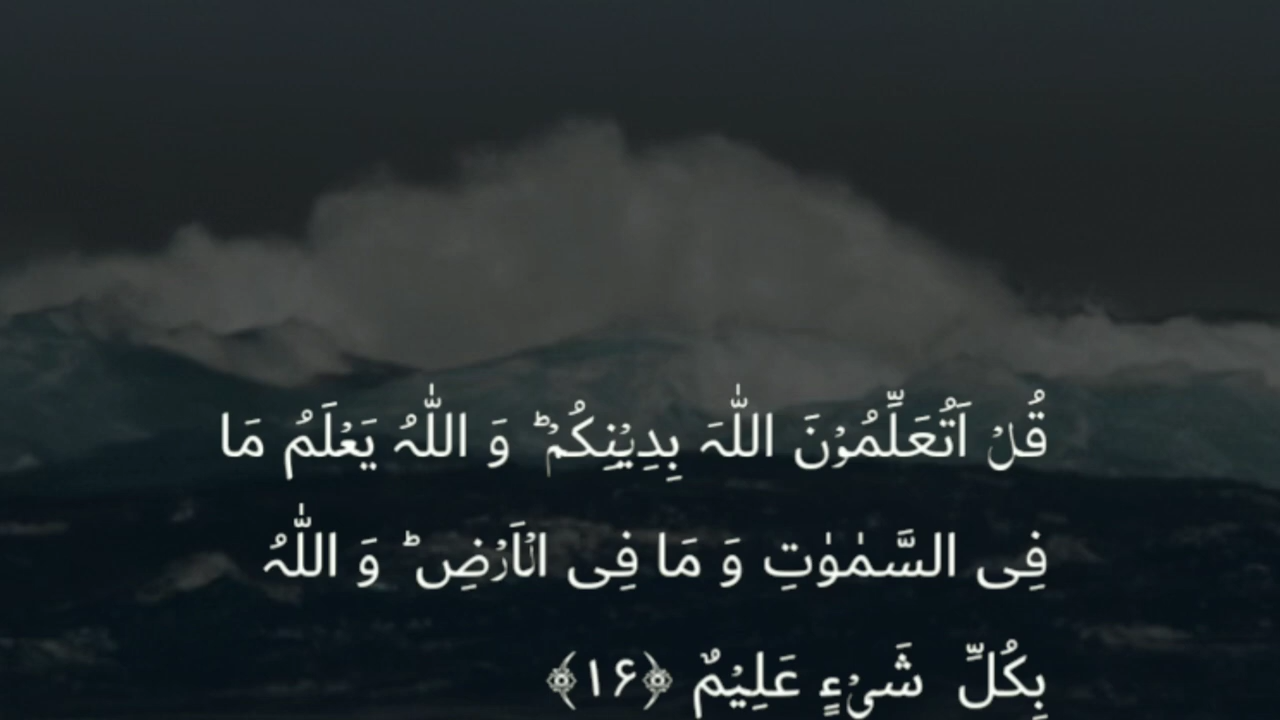 قُلۡ اَتُعَلِّمُوۡنَ اللّٰہَ بِدِیۡنِکُمۡ ؕ وَ اللّٰہُ یَعۡلَمُ مَا
فِی السَّمٰوٰتِ وَ مَا فِی الۡاَرۡضِ ؕ وَ اللّٰہُ
بِکُلِّ شَیۡءٍ عَلِیۡمٌ ﴿۱۶﴾